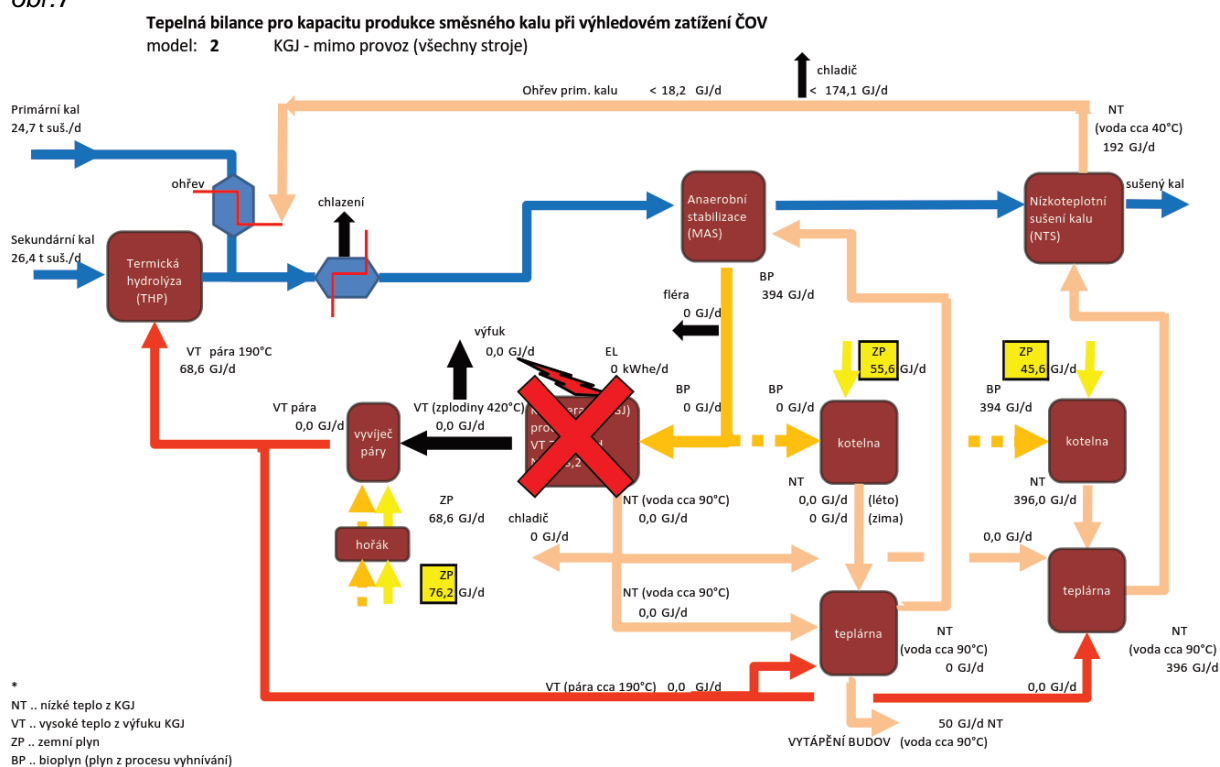 obr.7
Tepelná bilance pro kapacitu produkce směsného kalu při výhledovém zatížení ČOV
model: 2 KGJ - mimo provoz (všechny stroje)
chladič
Ohřev prim. kalu < 18,2 GJ/d < 174,1 GJ/d
Primární kal
24,7 t suš./d
NT
(voda cca 40°C)
192 GJ/d
ohřev
chlazení
Anaerobní
stabilizace
(MAS)
Nízkoteplotní
sušení kalu
(NTS)
sušený kal
Sekundární kal
26,4 t suš./d
Termická
hydrolýza
(THP)
BP
394 GJ/d
fléra
0 GJ/d
výfuk
0,0 GJ/d
EL
0 kWhe/d
VT pára 190°C
68,6 GJ/d
ZP
55,6 GJ/d
ZP
45,6 GJ/d
BP
0 GJ/d
BP
0 GJ/d
BP
394 GJ/d
VT pára
0,0 GJ/d
VT (zplodiny 420°C)
0,0 GJ/d
vyvíječ
páry
kotelna
kotelna
NT (voda cca 90°C)
0,0 GJ/d
NT
0,0 GJ/d (léto)
0 GJ/d (zima)
NT
396,0 GJ/d
ZP
68,6 GJ/d
chladič
0 GJ/d
0,0 GJ/d
hořák
ZP
76,2 GJ/d
NT (voda cca 90°C)
0,0 GJ/d
teplárna
teplárna
NT
(voda cca 90°C)
0 GJ/d
NT
(voda cca 90°C)
396 GJ/d
VT (pára cca 190°C) 0,0 GJ/d
0,0 GJ/d
50 GJ/d NT
VYTÁPĚNÍ BUDOV (voda cca 90°C)
*
NT .. nízké teplo z KGJ
VT .. vysoké teplo z výfuku KGJ
ZP .. zemní plyn
BP .. bioplyn (plyn z procesu vyhnívání)